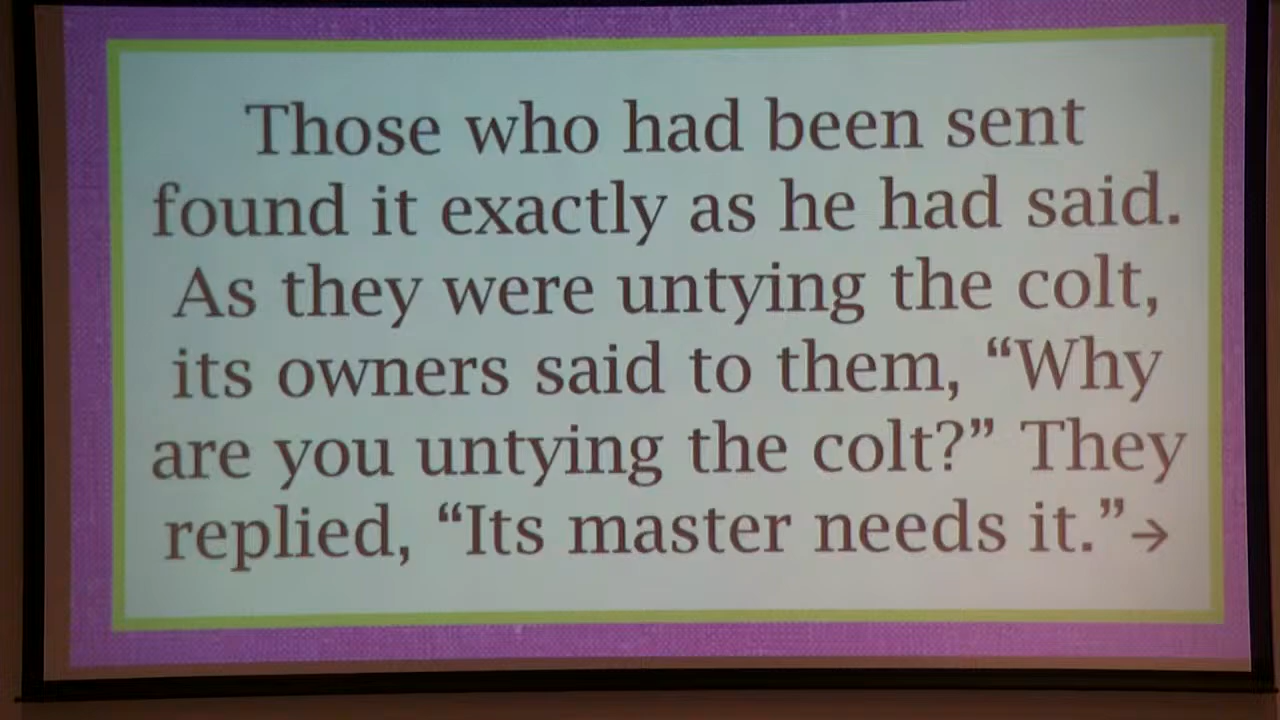 Those who had been sent
found it exactly as he had said.
As they were untying the colt,
its owners said to them, “Why
are you untying the colt?” They
replied, “Its master needs it.”→